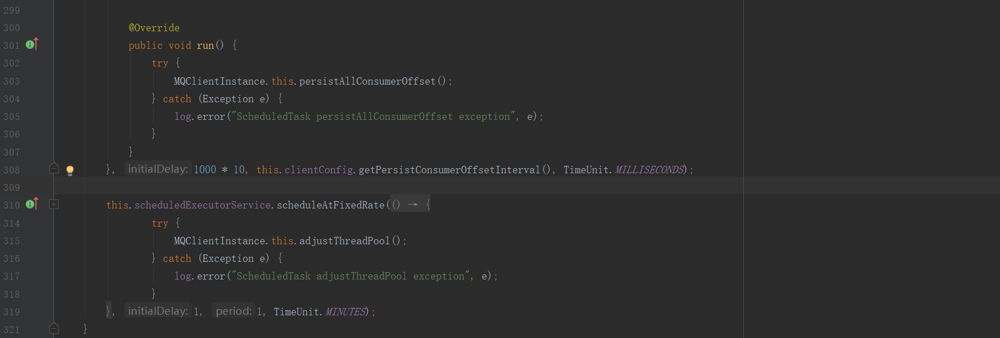 299
300 @Override
301 public void run() {
302 try {
303 MQClientInstance.this.persistAllConsumerOffset();
304 } catch (Exception e) {
305 log.error("ScheduledTask persistAllConsumerOffset exception", e);
306 }
307 }
308 }, initialDelay: 1000 * 10, this.clientConfig.getPersistConsumerOffsetInterval(), TimeUnit.MILLISECONDS);
309
310 this.scheduledExecutorService.scheduleAtFixedRate(() → {
314 try {
315 MQClientInstance.this.adjustThreadPool();
316 } catch (Exception e) {
317 log.error("ScheduledTask adjustThreadPool exception", e);
318 }
319 }, initialDelay: 1, period: 1, TimeUnit.MINUTES);
321 }